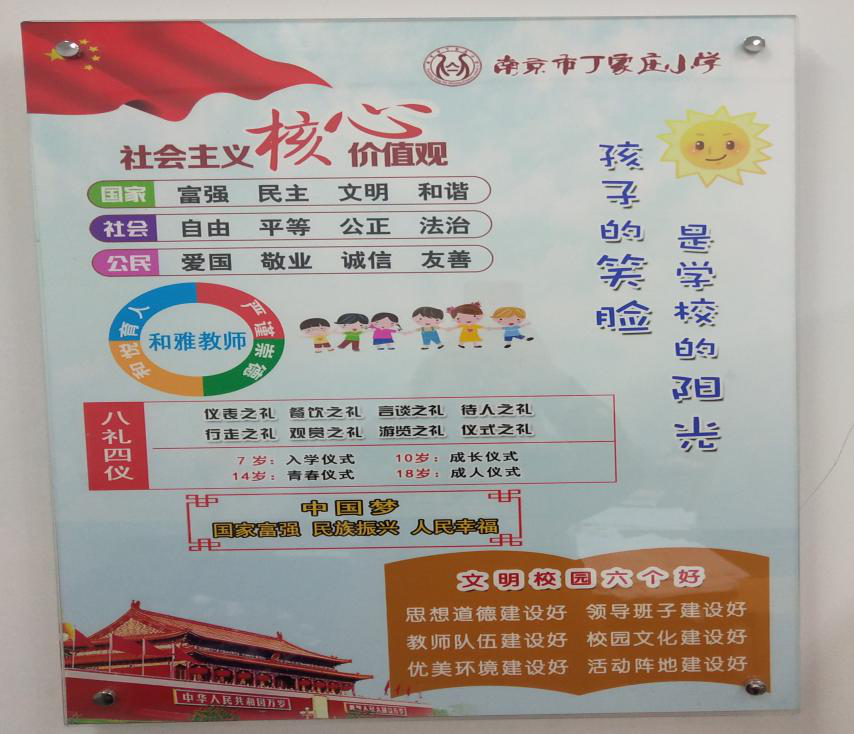 南京市丁家庄小学
社会主义核心价值观
国家 富强 民主 文明 和谐
社会 自由 平等 公正 法治
公民 爱国 敬业 诚信 友善
孩子的笑脸
是学校的阳光
和悦育人
严谨崇德
和雅教师
八礼四仪
仪表之礼 餐饮之礼 言谈之礼 待人之礼
行走之礼 观赏之礼 游览之礼 仪式之礼
7岁：入学仪式 10岁：成长仪式
14岁：青春仪式 18岁：成人仪式
中国梦
国家富强 民族振兴 人民幸福
文明校园六个好
思想道德建设好 领导班子建设好
教师队伍建设好 校园文化建设好
优美环境建设好 活动阵地建设好
中华人民共和国万岁